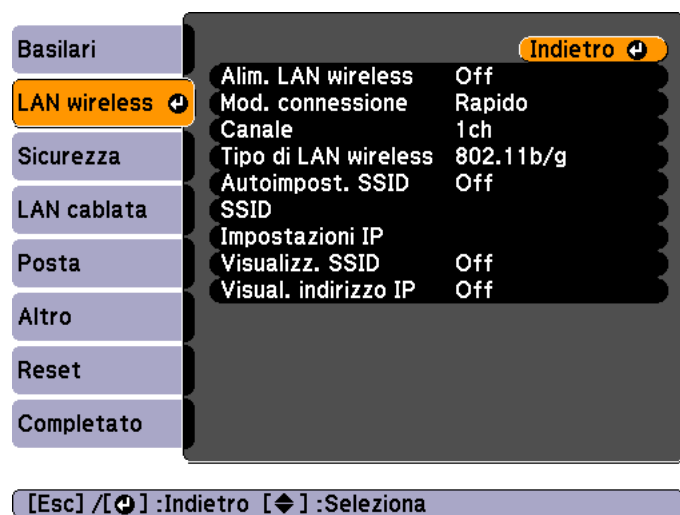 Basilari
LAN wireless
Sicurezza
LAN cablata
Posta
Altro
Reset
Completato
Indietro
Alim. LAN wireless Off
Mod. connessione Rapido
Canale 1ch
Tipo di LAN wireless 802.11b/g
Autoimpost. SSID Off
SSID
Impostazioni IP
Visualizz. SSID Off
Visual. indirizzo IP Off
[Esc] /[⏎] :Indietro [◆] :Seleziona